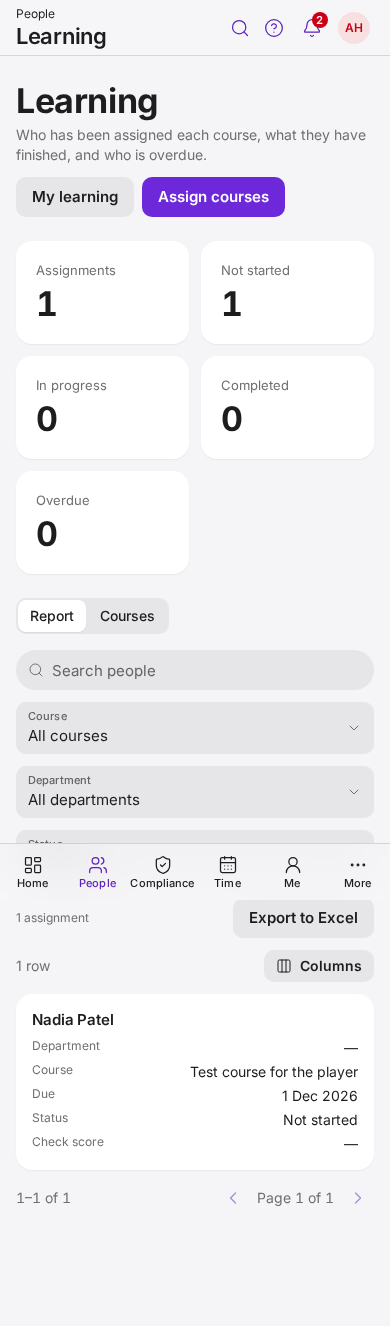 People
Learning
2
AH
Learning
Who has been assigned each course, what they have
finished, and who is overdue.
My learning
Assign courses
Assignments
1
Not started
1
In progress
0
Completed
0
Overdue
0
Report
Courses
Search people
Course
All courses
Department
All departments
Status
Home
People
Compliance
Time
Me
More
1 assignment
Export to Excel
1 row
Columns
Nadia Patel
Department —
Course Test course for the player
Due 1 Dec 2026
Status Not started
Check score —
1–1 of 1
Page 1 of 1